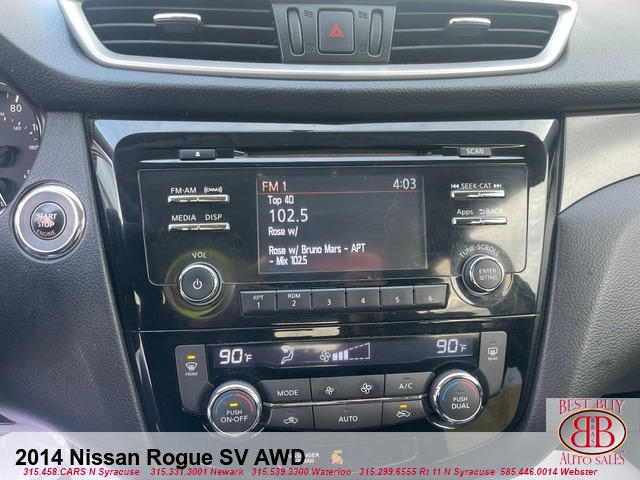 80
140
180
START
STOP
ENGINE
SCAN
FM·AM
MEDIA DISP
VOL
FM 1 4:03
Top 40
102.5
Rose w/
Rose w/ Bruno Mars - APT
- Mix 102.5
SEEK·CAT
Apps BACK
TUNE·SCROLL
ENTER
SETTING
RPT
1
RDM
2
3
4
5
6
90°F
90°F
FRONT
REAR
MODE
A/C
AUTO
PUSH
ON·OFF
PUSH
DUAL
2014 Nissan Rogue SV AWD
315.458.CARS N Syracuse 315.331.3001 Newark 315.539.3300 Waterloo 315.299.6555 Rt 11 N Syracuse 585.446.0014 Webster
BEST BUY
BB
AUTO SALES